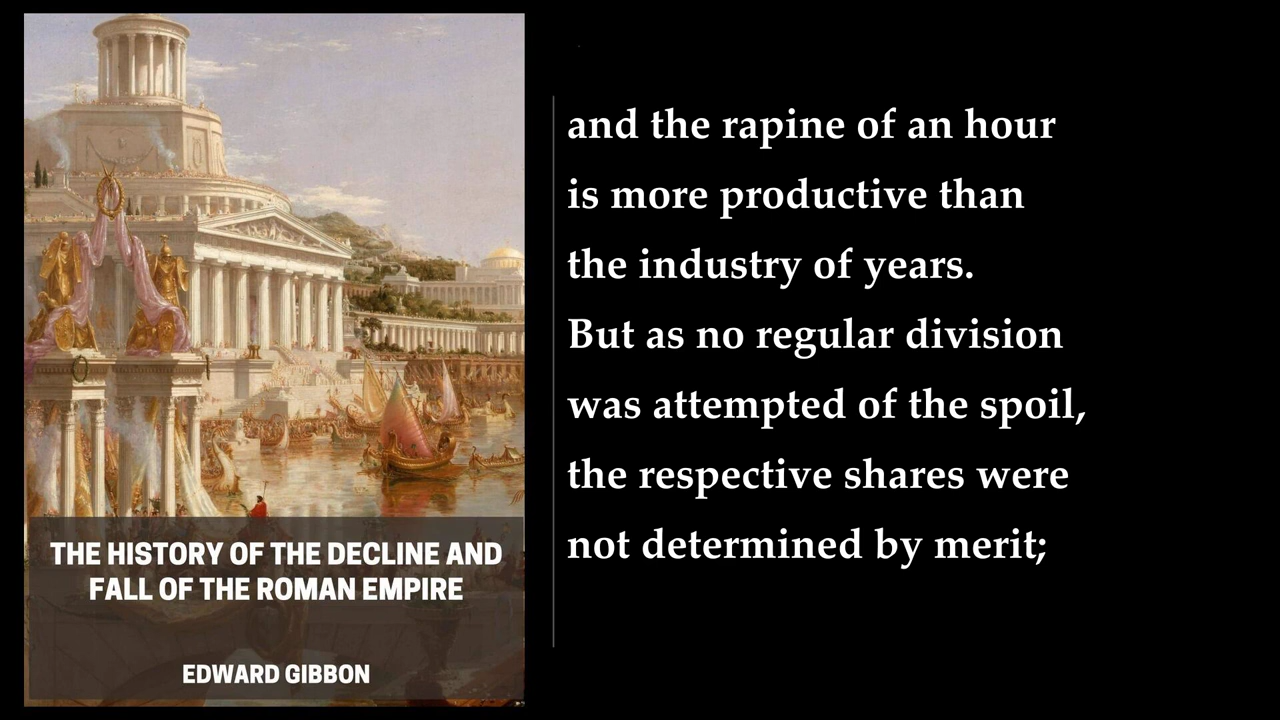 THE HISTORY OF THE DECLINE AND
FALL OF THE ROMAN EMPIRE
EDWARD GIBBON
and the rapine of an hour
is more productive than
the industry of years.
But as no regular division
was attempted of the spoil,
the respective shares were
not determined by merit;